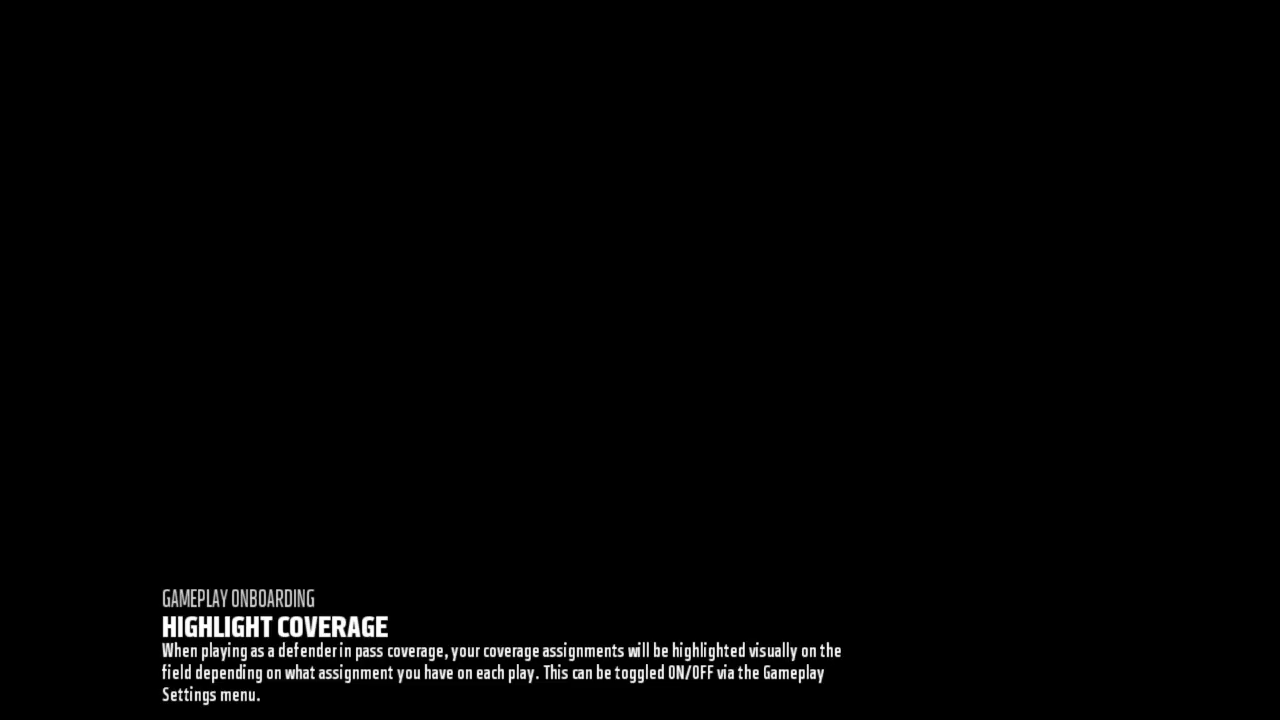 GAMEPLAY ONBOARDING
HIGHLIGHT COVERAGE
When playing as a defender in pass coverage, your coverage assignments will be highlighted visually on the
field depending on what assignment you have on each play. This can be toggled ON/OFF via the Gameplay
Settings menu.